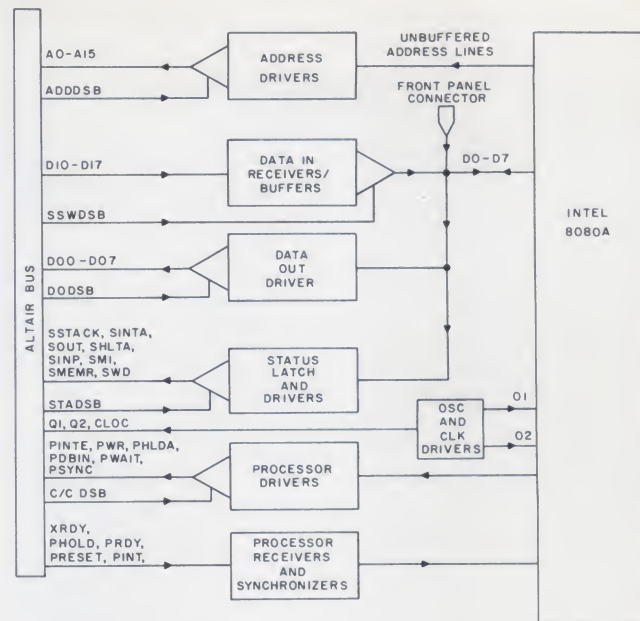 UNBUFFERED
ADDRESS LINES
A0-A15
ADDRESS
DRIVERS
ADDDSB
FRONT PANEL
CONNECTOR
DI0-DI7
DATA IN
RECEIVERS/
BUFFERS
D0-D7
SSWDSB
INTEL
8080A
DO0-DO7
DATA
OUT
DRIVER
DODSB
ALTAIR BUS
SSTACK, SINTA,
SOUT, SHLTA,
SINP, SMI,
SMEMR, SWD
STATUS
LATCH
AND
DRIVERS
STADSB
Q1, Q2, CLOC
OSC
AND
CLK
DRIVERS
O1
O2
PINTE, PWR, PHLDA,
PDBIN, PWAIT,
PSYNC
PROCESSOR
DRIVERS
C/C DSB
XRDY,
PHOLD, PRDY,
PRESET, PINT,
PROCESSOR
RECEIVERS
AND
SYNCHRONIZERS